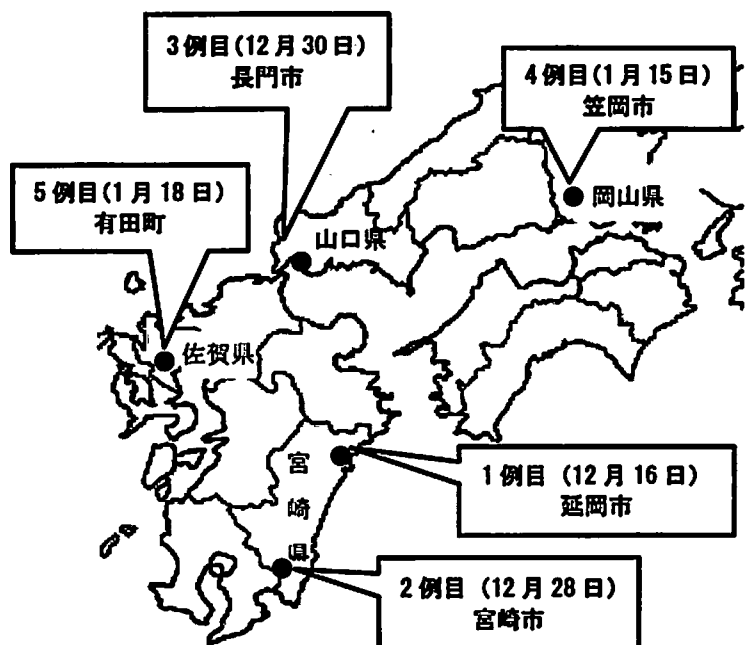 3例目(12月30日)
長門市
4例目(1月15日)
笠岡市
5例目(1月18日)
有田町
岡山県
山口県
佐賀県
宮崎県
1例目(12月16日)
延岡市
2例目(12月28日)
宮崎市